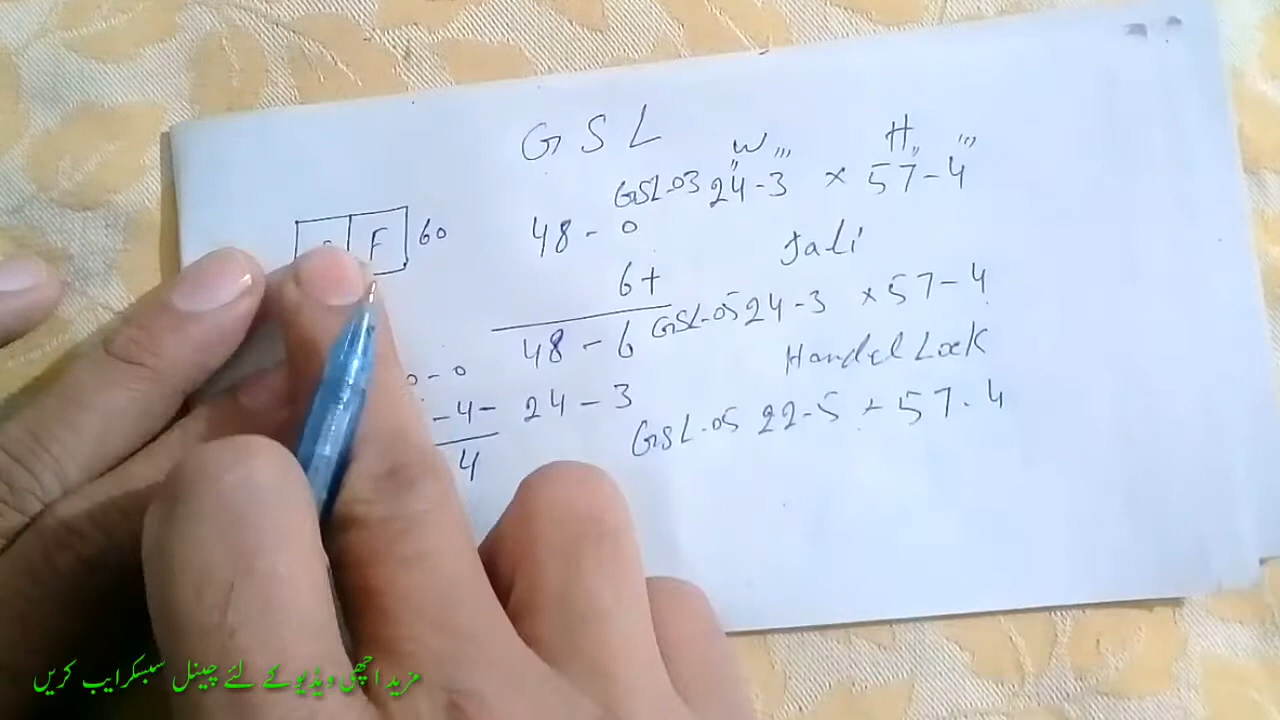 GSL
W,,, H,, ,,,
GSL-03 24-3 × 57-4
F 60
48 - 0
Jali
6+
GSL-05 24-3 × 57-4
48 - 6
Handel Lock
0 - 0
-4- 24 - 3
GSL-05 22-5 × 57-4
4
مزید اچھی ویڈیو کے لئے چینل سبسکرایب کریں